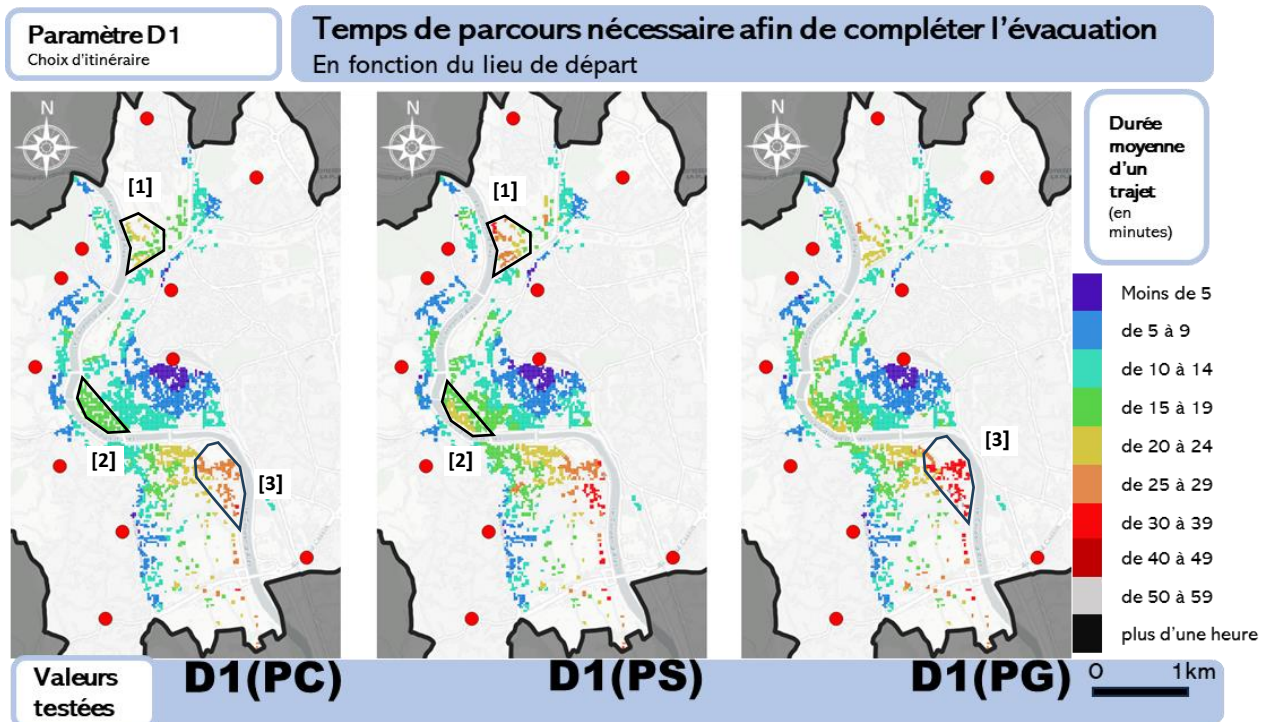 Paramètre D1
Choix d'itinéraire
Temps de parcours nécessaire afin de compléter l'évacuation
En fonction du lieu de départ
N
[1]
[2]
[3]
N
[1]
[2]
N
[3]
Durée
moyenne
d'un
trajet
(en
minutes)
Moins de 5
de 5 à 9
de 10 à 14
de 15 à 19
de 20 à 24
de 25 à 29
de 30 à 39
de 40 à 49
de 50 à 59
plus d'une heure
Valeurs
testées
D1(PC)
D1(PS)
D1(PG)
0 1km